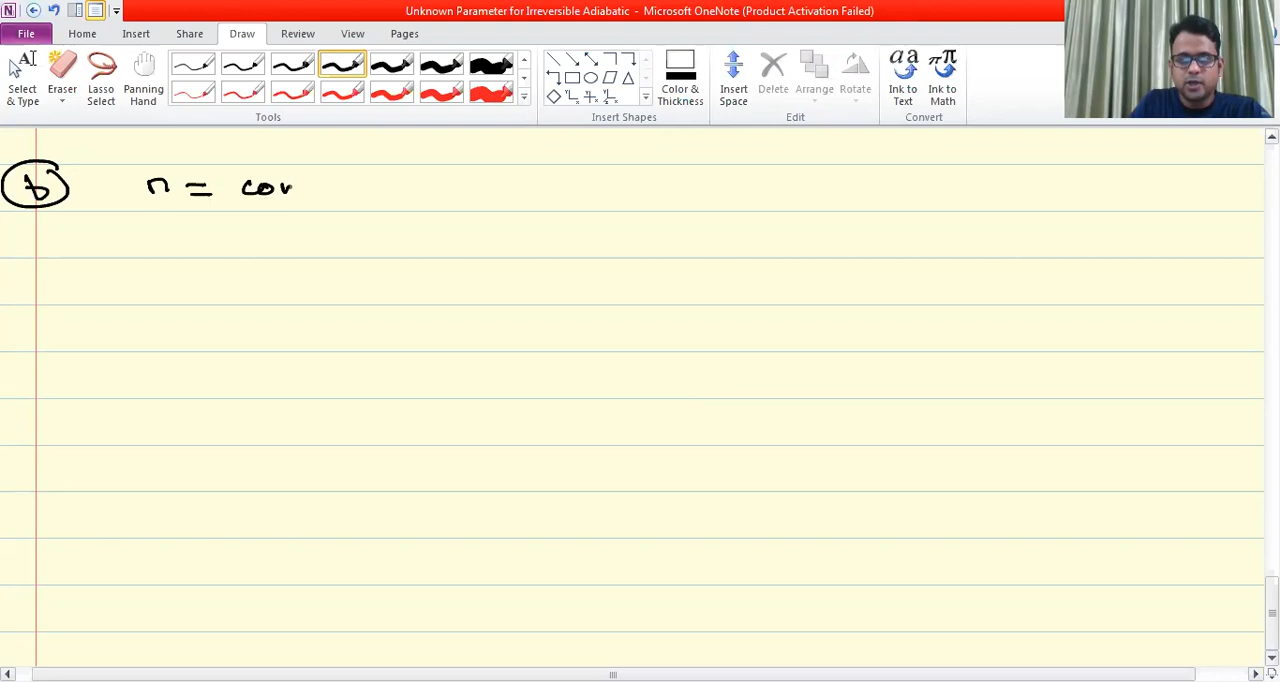 Unknown Parameter for Irreversible Adiabatic - Microsoft OneNote (Product Activation Failed)
File Home Insert Draw Review View Pages
Select & Type Eraser Lasso Select Panning Hand Color & Thickness Insert Space Delete Arrange Rotate Ink to Text Ink to Math
Tools Insert Shapes Edit Convert
b n = con